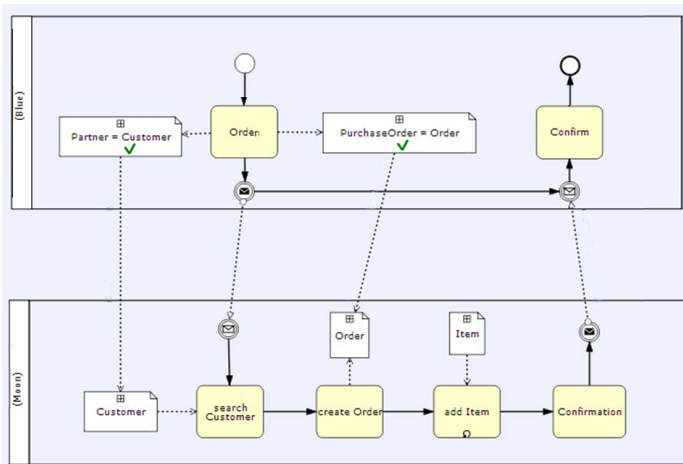 (Blue)
Partner = Customer
Order
PurchaseOrder = Order
Confirm
(Moon)
Customer
search
Customer
create Order
Order
Item
add Item
Confirmation